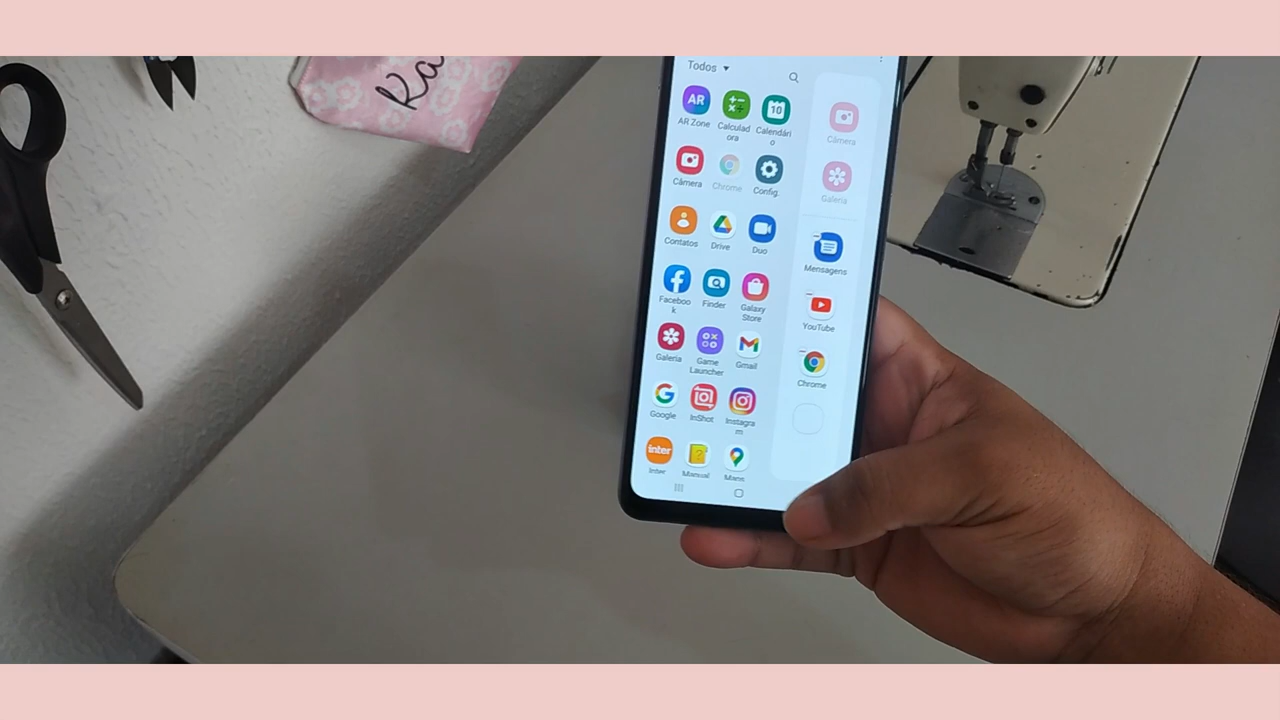 Ka
Todos
AR
AR Zone
Calculad
ora
10
Calendári
o
Câmera
Câmera
Chrome
Config.
Galeria
Contatos
Drive
Duo
Mensagens
Faceboo
k
Finder
Galaxy
Store
YouTube
Galeria
Game
Launcher
Gmail
Chrome
Google
InShot
Instagra
m
inter
Inter
Manual
Maps